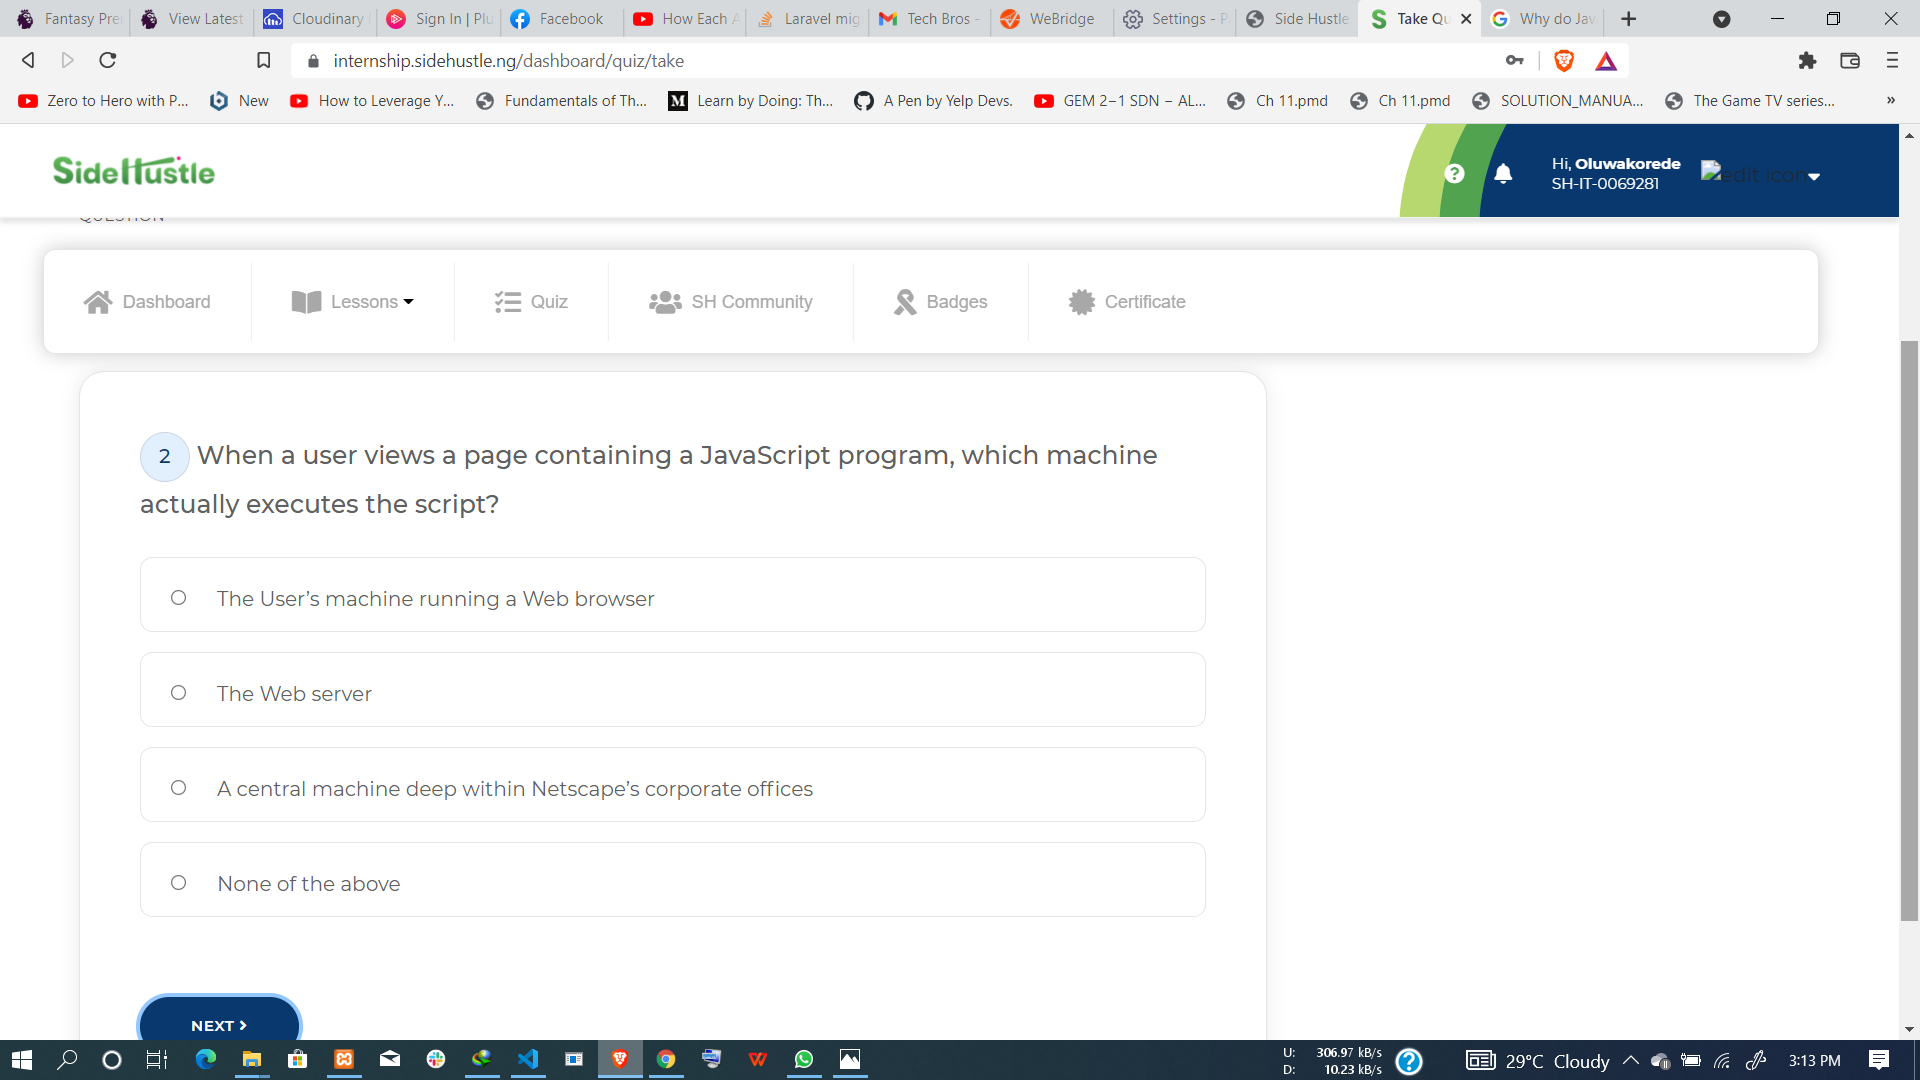 Fantasy Pre
View Latest
Cloudinary
Sign In | Plu
Facebook
How Each A
Laravel mig
Tech Bros -
WeBridge
Settings - P
Side Hustle
Take Qu
Why do Jav
internship.sidehustle.ng/dashboard/quiz/take
Zero to Hero with P...
New
How to Leverage Y...
Fundamentals of Th...
Learn by Doing: Th...
A Pen by Yelp Devs.
GEM 2–1 SDN – AL...
Ch 11.pmd
Ch 11.pmd
SOLUTION_MANUA...
The Game TV series...
»
SideHustle
Hi, Oluwakorede
SH-IT-0069281
edit icon
QUESTION
Dashboard
Lessons
Quiz
SH Community
Badges
Certificate
2 When a user views a page containing a JavaScript program, which machine
actually executes the script?
The User’s machine running a Web browser
The Web server
A central machine deep within Netscape’s corporate offices
None of the above
NEXT >
U: 306.97 kB/s
D: 10.23 kB/s
29°C Cloudy
3:13 PM